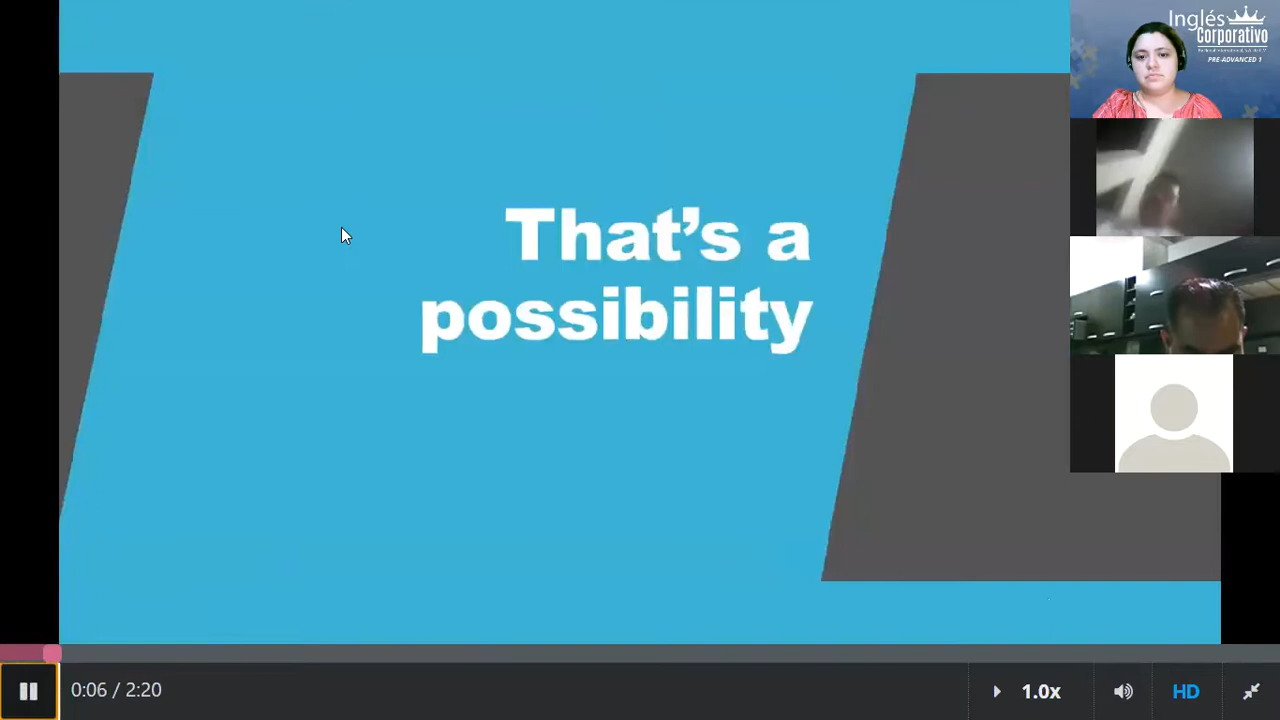 That's a
possibility
Inglés
Corporativo
PRE-ADVANCED 1
0:06 / 2:20
1.0x
HD